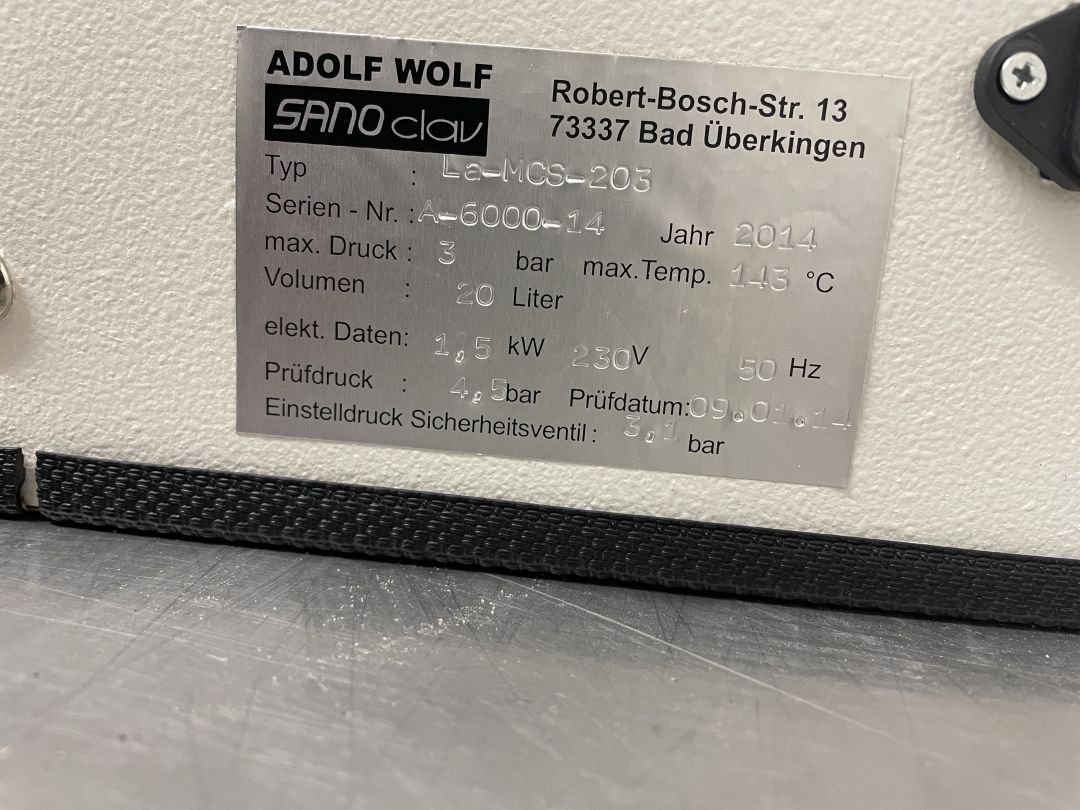 ADOLF WOLF
SANOclav
Robert-Bosch-Str. 13
73337 Bad Überkingen
Typ : La-MCS-203
Serien - Nr. : A-6000-14 Jahr 2014
max. Druck : 3 bar max.Temp. 143 °C
Volumen : 20 Liter
elekt. Daten: 1,5 kW 230V 50 Hz
Prüfdruck : 4,5bar Prüfdatum:09.01.14
Einstelldruck Sicherheitsventil : 3,1 bar